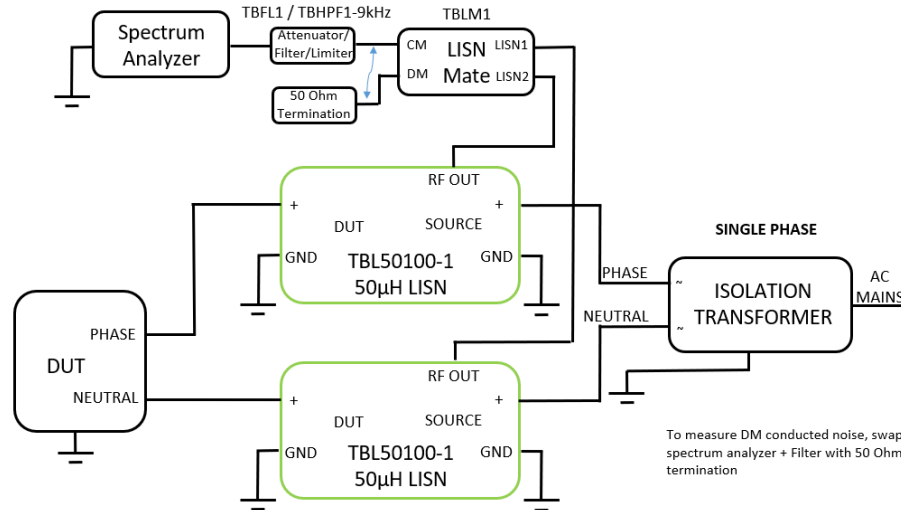 TBFL1 / TBHPF1-9kHz
TBLM1
Spectrum
Analyzer
Attenuator/
Filter/Limiter
50 Ohm
Termination
CM
DM
LISN
Mate
LISN1
LISN2
RF OUT
+
+
DUT
SOURCE
GND
GND
TBL50100-1
50µH LISN
SINGLE PHASE
PHASE
NEUTRAL
~
~
ISOLATION
TRANSFORMER
AC
MAINS
PHASE
DUT
NEUTRAL
RF OUT
+
+
DUT
SOURCE
GND
GND
TBL50100-1
50µH LISN
To measure DM conducted noise, swap
spectrum analyzer + Filter with 50 Ohm
termination